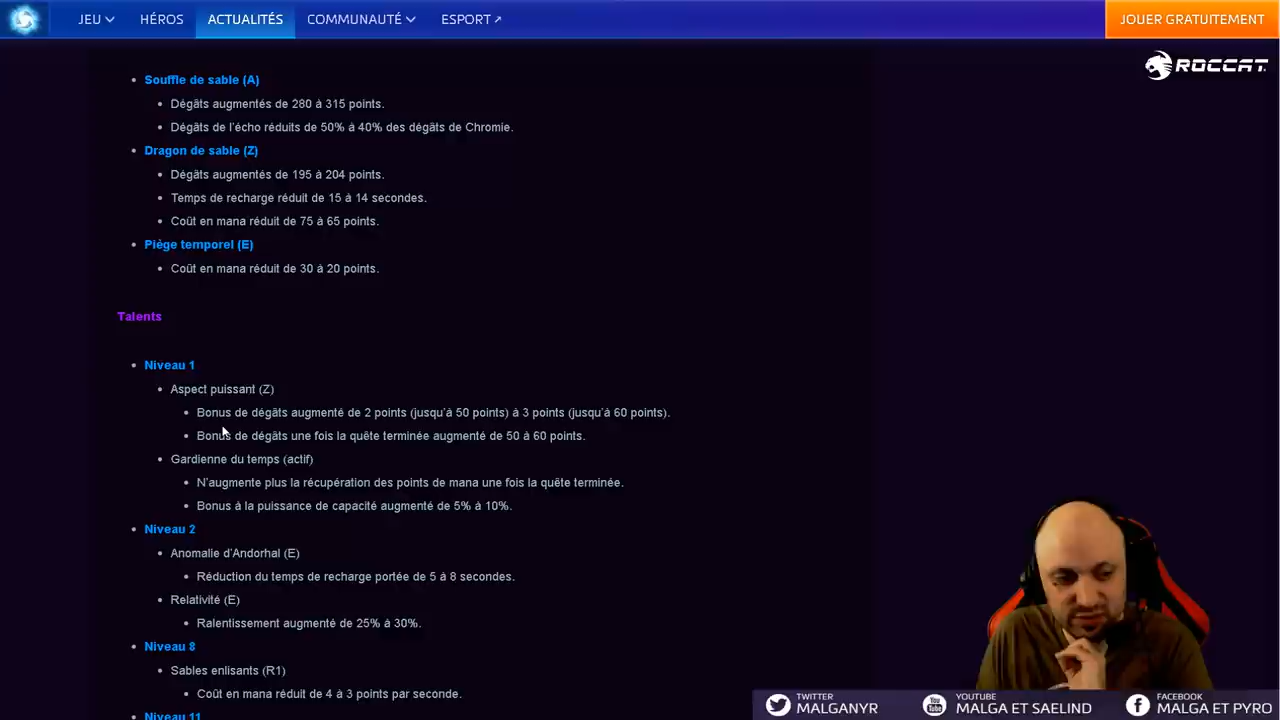 JEU HÉROS ACTUALITÉS COMMUNAUTÉ ESPORT JOUER GRATUITEMENT
ROCCAT
Souffle de sable (A)
Dégâts augmentés de 280 à 315 points.
Dégâts de l'écho réduits de 50% à 40% des dégâts de Chromie.
Dragon de sable (Z)
Dégâts augmentés de 195 à 204 points.
Temps de recharge réduit de 15 à 14 secondes.
Coût en mana réduit de 75 à 65 points.
Piège temporel (E)
Coût en mana réduit de 30 à 20 points.
Talents
Niveau 1
Aspect puissant (Z)
Bonus de dégâts augmenté de 2 points (jusqu'à 50 points) à 3 points (jusqu'à 60 points).
Bonus de dégâts une fois la quête terminée augmenté de 50 à 60 points.
Gardienne du temps (actif)
N'augmente plus la récupération des points de mana une fois la quête terminée.
Bonus à la puissance de capacité augmenté de 5% à 10%.
Niveau 2
Anomalie d'Andorhal (E)
Réduction du temps de recharge portée de 5 à 8 secondes.
Relativité (E)
Ralentissement augmenté de 25% à 30%.
Niveau 8
Sables enlisants (R1)
Coût en mana réduit de 4 à 3 points par seconde.
Niveau 11
TWITTER
MALGANYR
YOUTUBE
MALGA ET SAELIND
FACEBOOK
MALGA ET PYRO